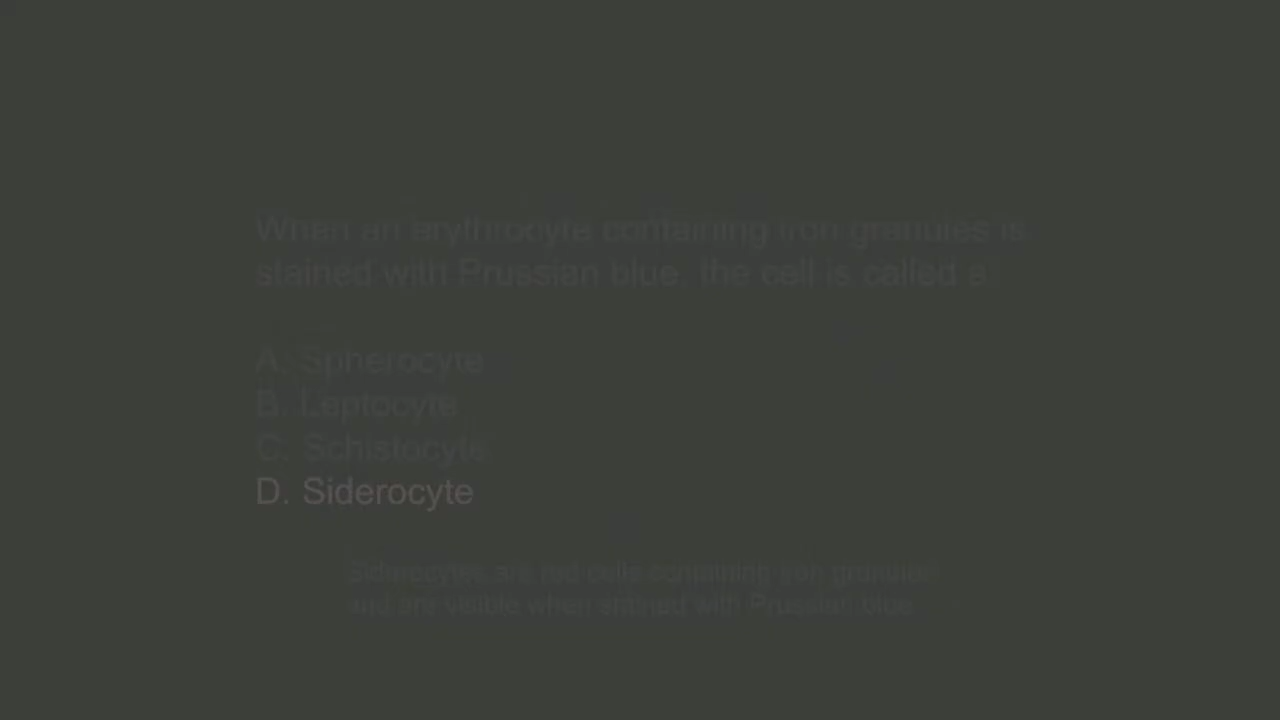 When an erythrocyte containing iron granules is
stained with Prussian blue, the cell is called a:
A. Spherocyte
B. Leptocyte
C. Schistocyte
D. Siderocyte
Siderocytes are red cells containing iron granules
and are visible when stained with Prussian blue.